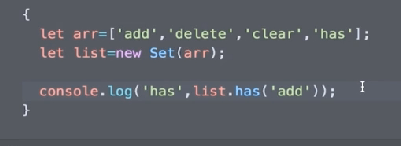 {
let arr=['add','delete','clear','has'];
let list=new Set(arr);
console.log('has',list.has('add'));
}